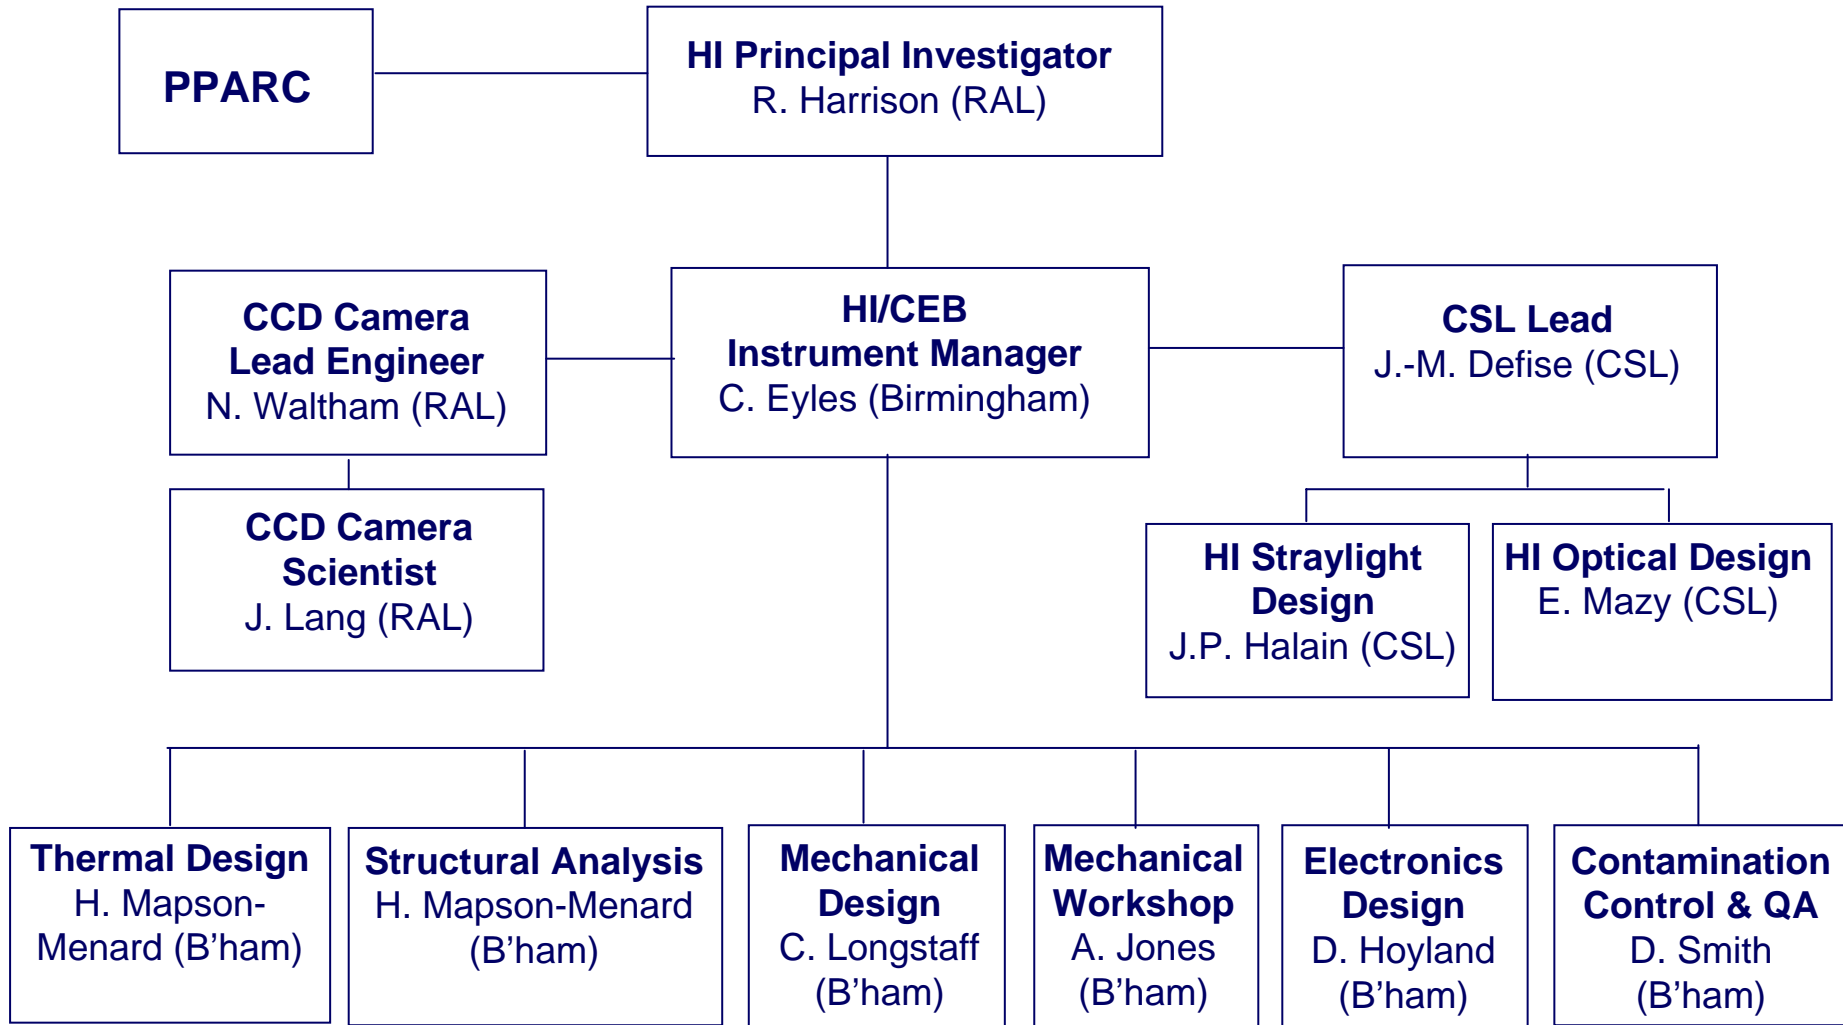 PPARC
HI Principal Investigator
R. Harrison (RAL)
CCD Camera
Lead Engineer
N. Waltham (RAL)
HI/CEB
Instrument Manager
C. Eyles (Birmingham)
CSL Lead
J.-M. Defise (CSL)
CCD Camera
Scientist
J. Lang (RAL)
HI Straylight
Design
J.P. Halain (CSL)
HI Optical Design
E. Mazy (CSL)
Thermal Design
H. Mapson-
Menard (B’ham)
Structural Analysis
H. Mapson-Menard
(B’ham)
Mechanical
Design
C. Longstaff
(B’ham)
Mechanical
Workshop
A. Jones
(B’ham)
Electronics
Design
D. Hoyland
(B’ham)
Contamination
Control & QA
D. Smith
(B’ham)